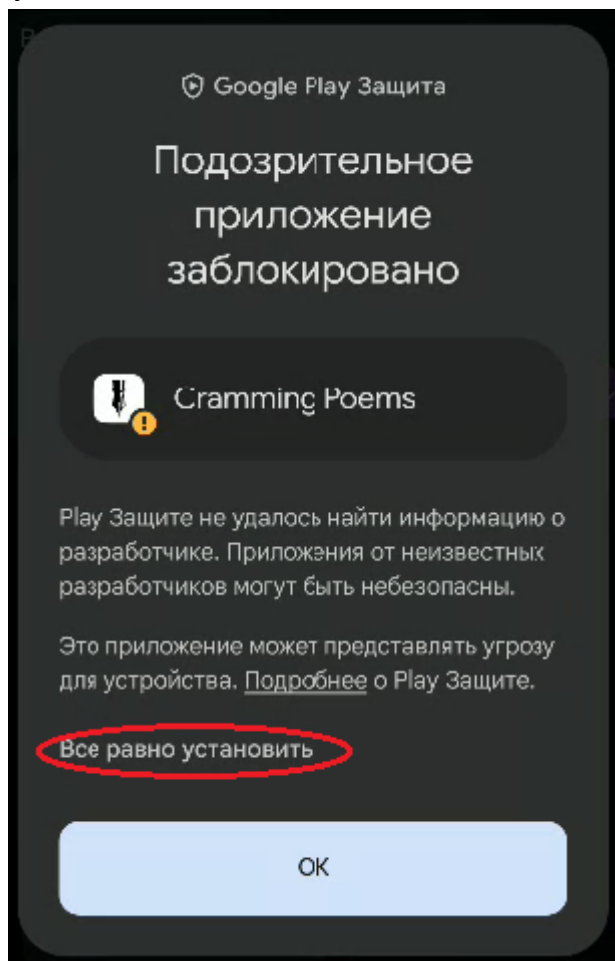 Google Play Защита
Подозрительное
приложение
заблокировано
Cramming Poems
Play Защите не удалось найти информацию о
разработчике. Приложения от неизвестных
разработчиков могут быть небезопасны.
Это приложение может представлять угрозу
для устройства. Подробнее о Play Защите.
Все равно установить
ОК